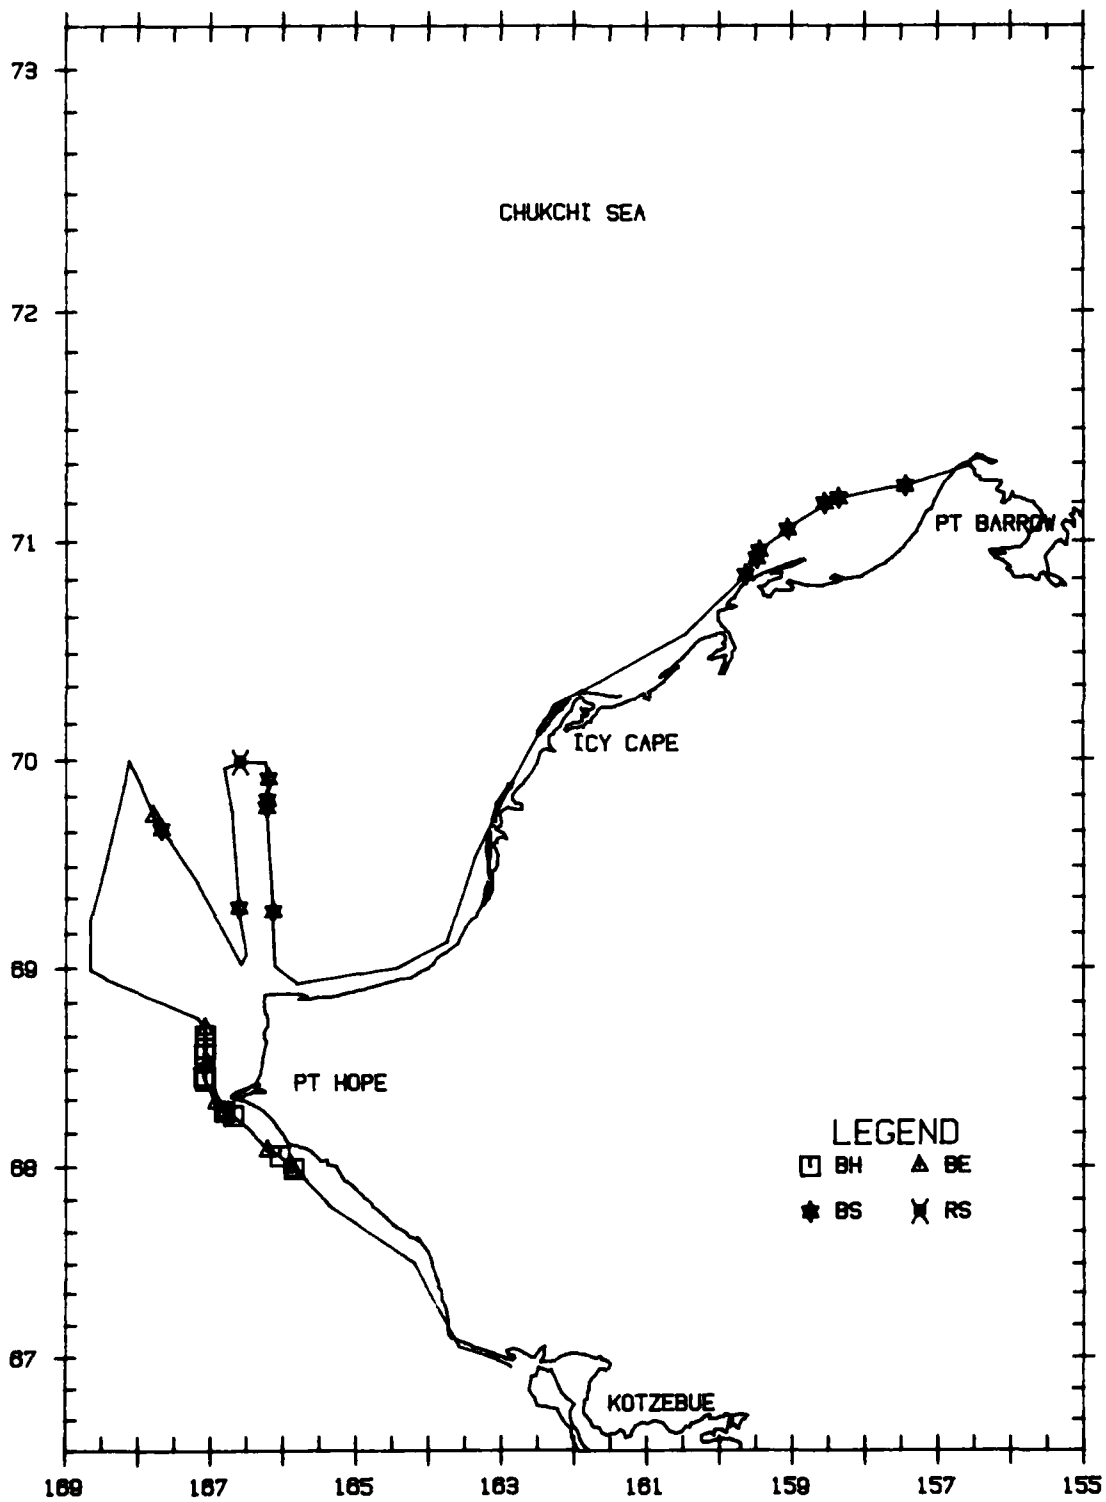 73
CHUKCHI SEA
72
PT BARROW
71
ICY CAPE
70
69
PT HOPE
LEGEND
BH BE
68
BS RS
67
KOTZEBUE
169 167 165 163 161 159 157 155